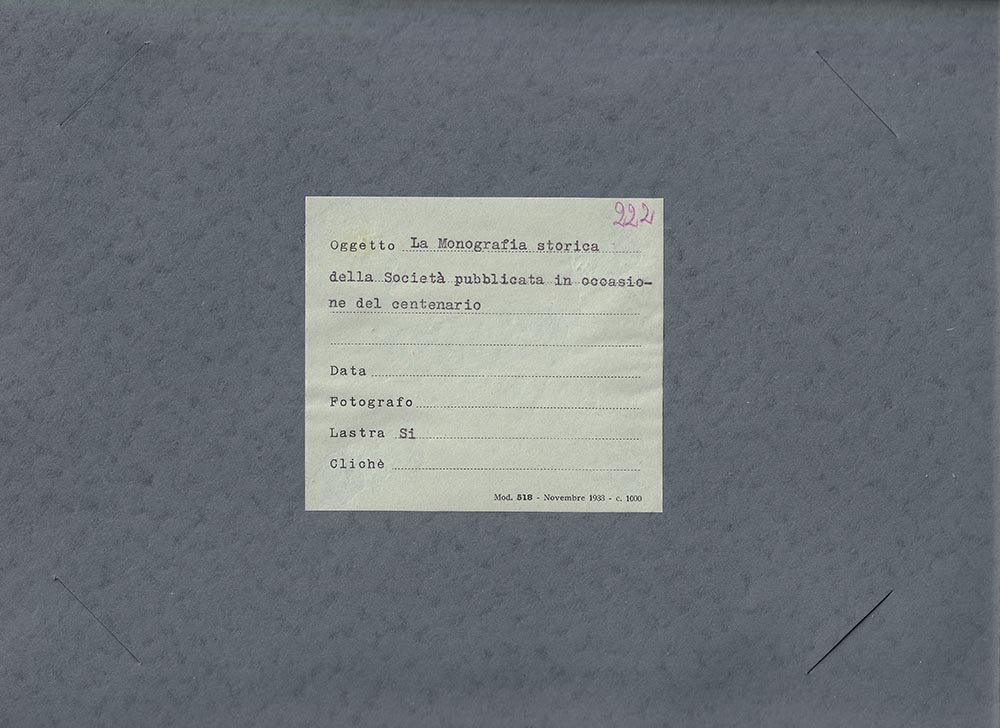 222
Oggetto La Monografia storica
della Società pubblicata in occasio-
ne del centenario
Data
Fotografo
Lastra Si
Clichè
Mod. 518 - Novembre 1933 - c. 1000